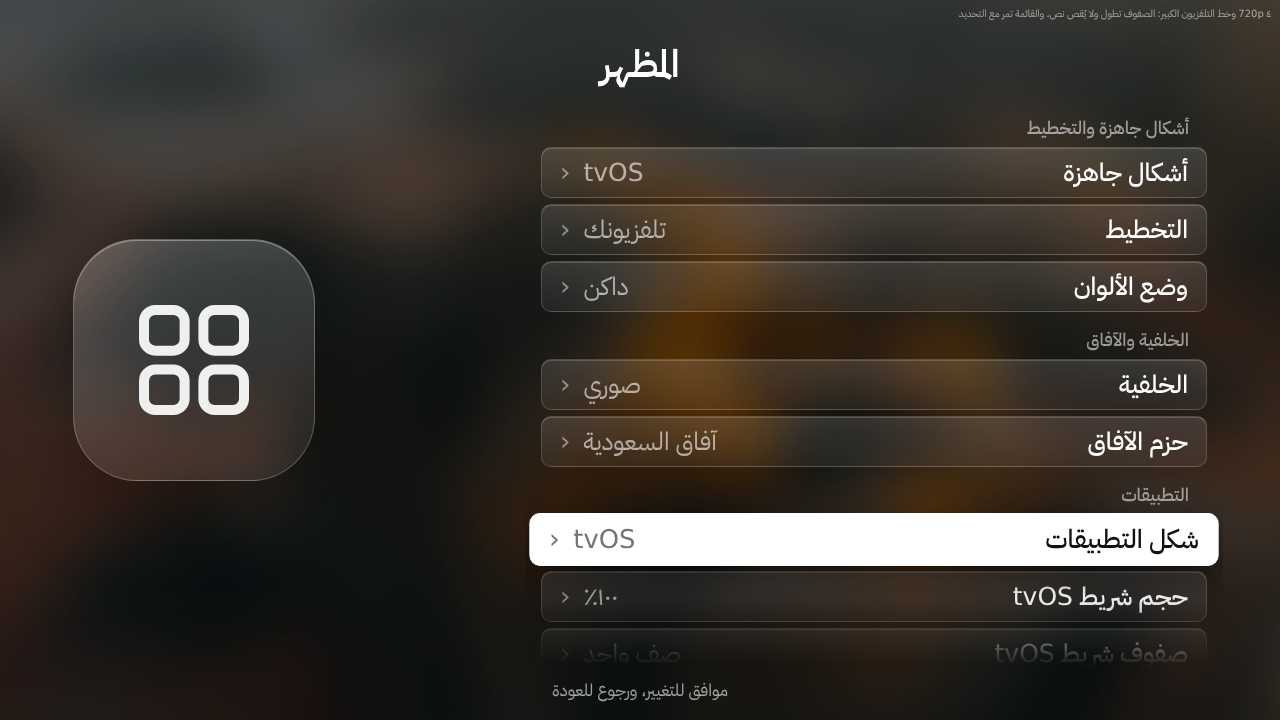 ٤ 720p وخط التلفزيون الكبير: الصفوف تطول ولا يُقص نص، والقائمة تمر مع التحديد
المظهر
أشكال جاهزة والتخطيط
أشكال جاهزة tvOS ‹
التخطيط تلفزيونك ‹
وضع الألوان داكن ‹
الخلفية والآفاق
الخلفية صوري ‹
حزم الآفاق آفاق السعودية ‹
التطبيقات
شكل التطبيقات tvOS ‹
حجم شريط tvOS ١٠٠٪ ‹
صفوف شريط tvOS صف واحد ‹
موافق للتغيير، ورجوع للعودة